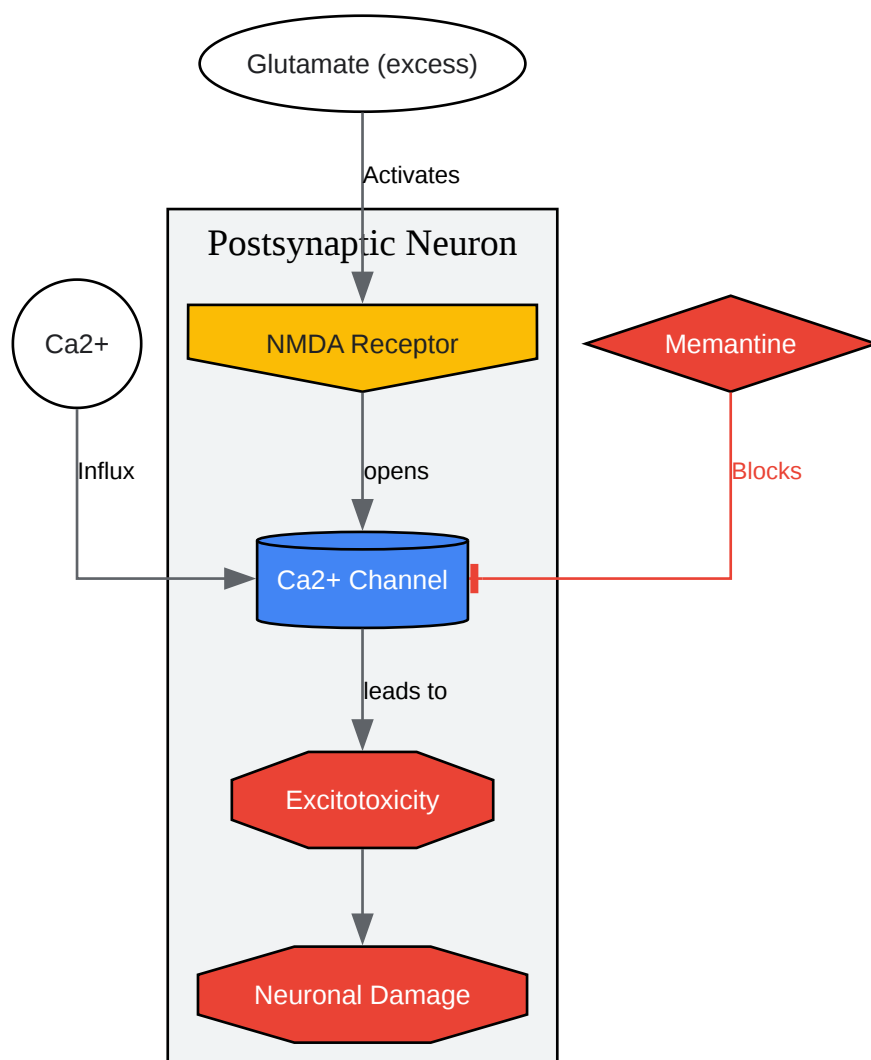 Glutamate (excess)
Activates
Postsynaptic Neuron
Ca2+
NMDA Receptor
Memantine
Influx
opens
Blocks
Ca2+ Channel
leads to
Excitotoxicity
Neuronal Damage